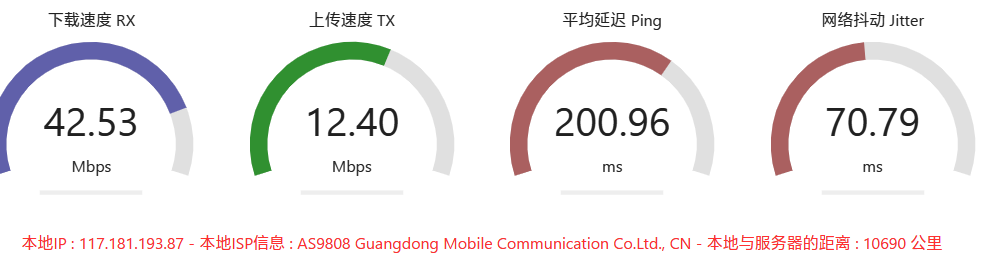 下载速度 RX 上传速度 TX 平均延迟 Ping 网络抖动 Jitter
42.53 12.40 200.96 70.79
Mbps Mbps ms ms
本地IP : 117.181.193.87 - 本地ISP信息 : AS9808 Guangdong Mobile Communication Co.Ltd., CN - 本地与服务器的距离 : 10690 公里